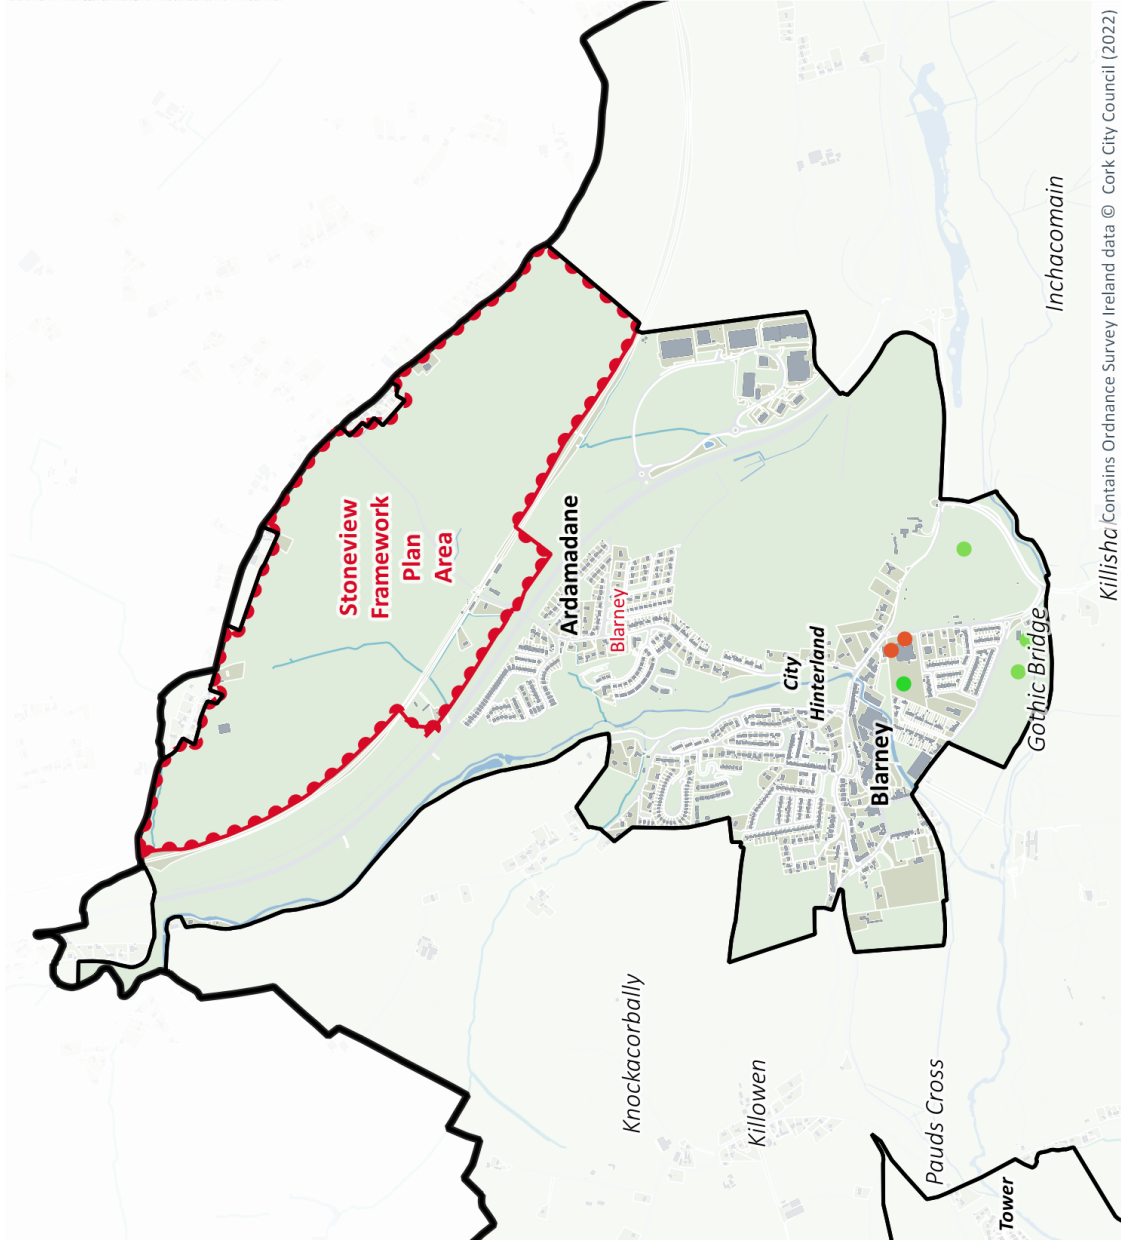 Stoneview
Framework
Plan
Area
Ardamadane
Blarney
City
Hinterland
Blarney
Gothic Bridge
Inchacomain
Knockacorbally
Killowen
Pauds Cross
Tower
Killisha
Contains Ordnance Survey Ireland data © Cork City Council (2022)